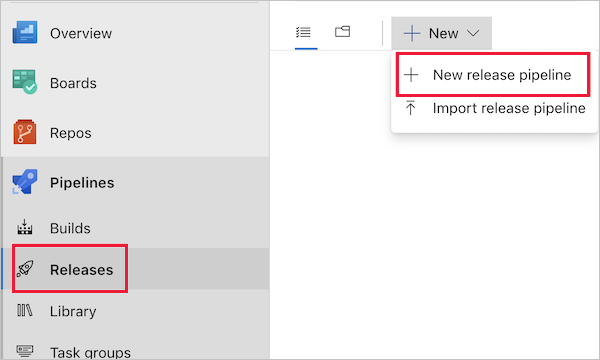 Overview
Boards
Repos
Pipelines
Builds
Releases
Library
Task groups
New
New release pipeline
Import release pipeline